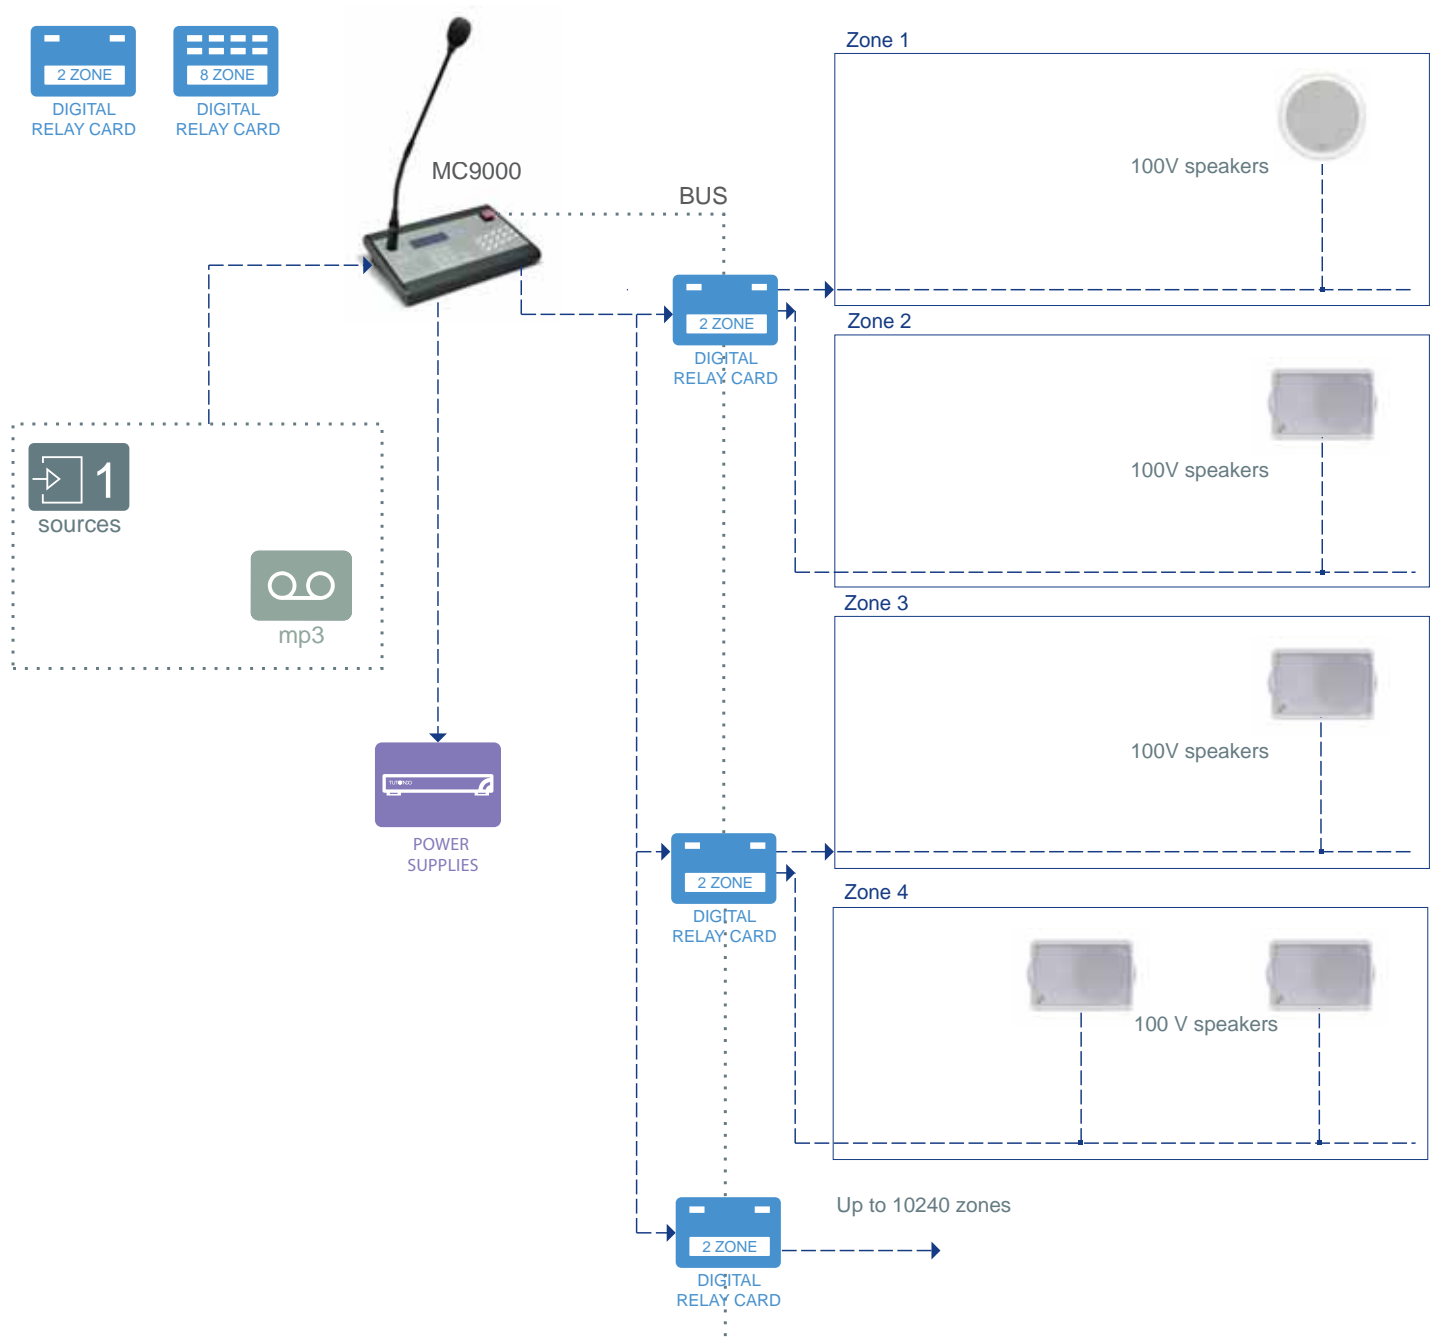 2 ZONE
DIGITAL
RELAY CARD
8 ZONE
DIGITAL
RELAY CARD
MC9000
BUS
Zone 1
100V speakers
2 ZONE
DIGITAL
RELAY CARD
Zone 2
100V speakers
1
sources
mp3
Zone 3
100V speakers
POWER
SUPPLIES
2 ZONE
DIGITAL
RELAY CARD
Zone 4
100 V speakers
Up to 10240 zones
2 ZONE
DIGITAL
RELAY CARD